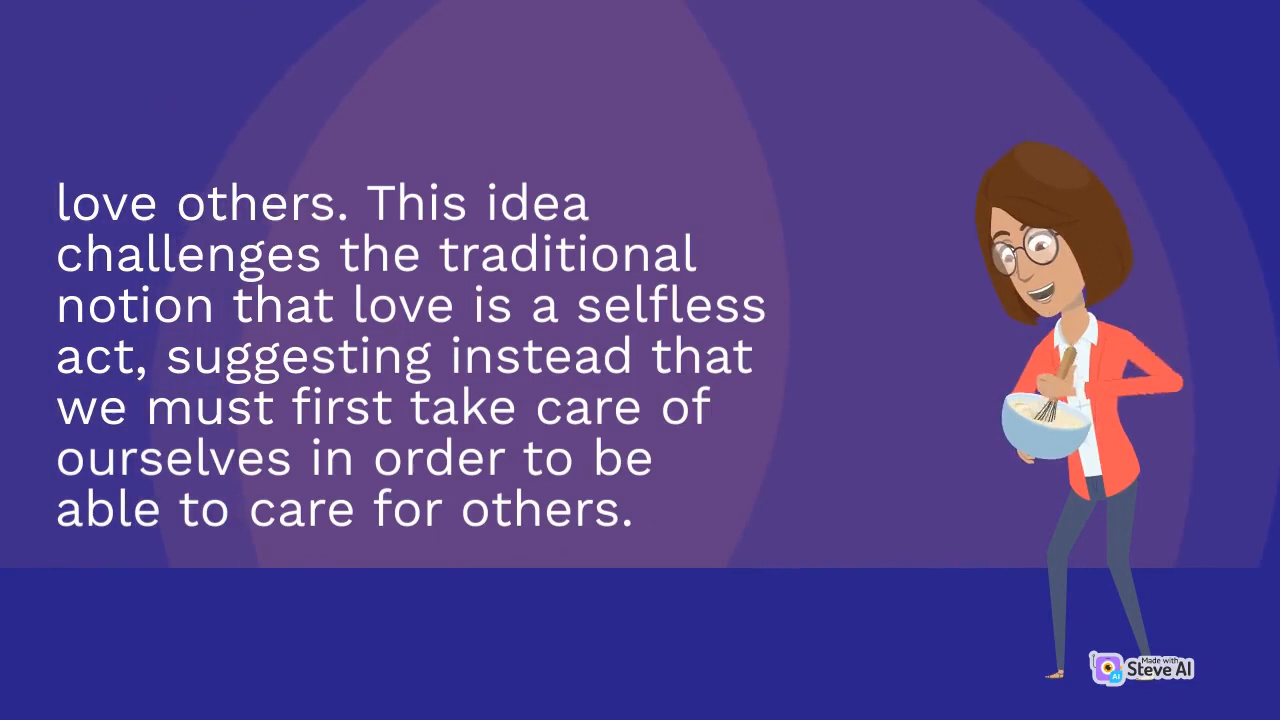 love others. This idea
challenges the traditional
notion that love is a selfless
act, suggesting instead that
we must first take care of
ourselves in order to be
able to care for others.
Made with
Steve AI
AI